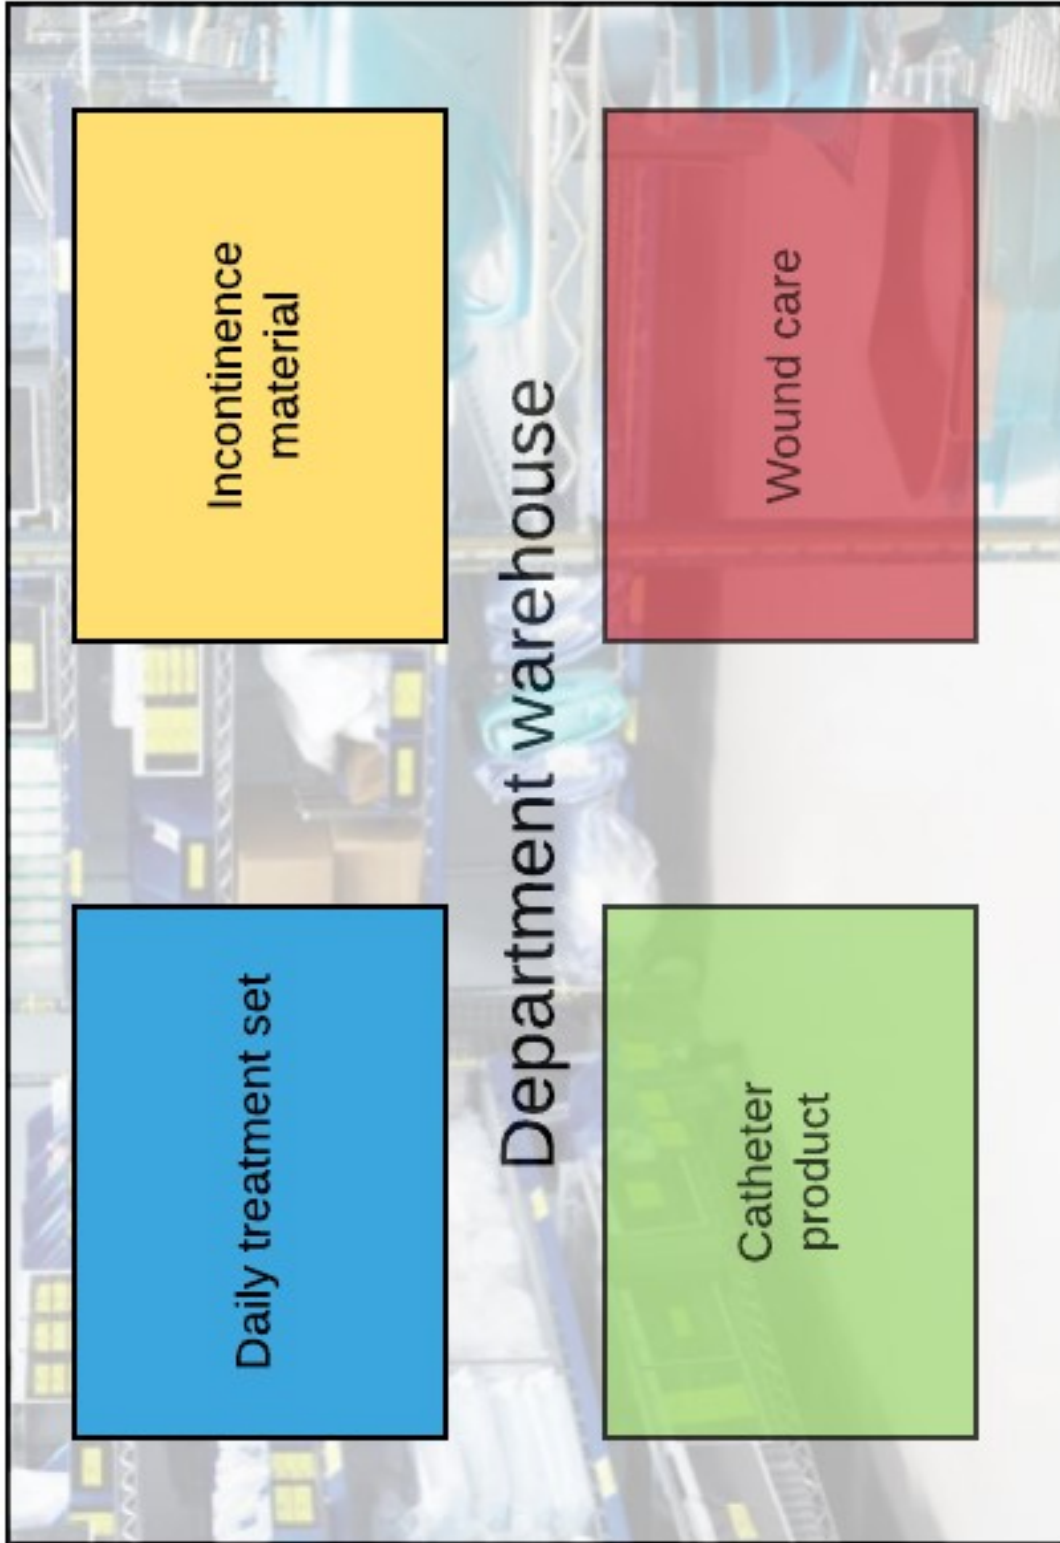 Daily treatment set
Incontinence
material
Department warehouse
Catheter
product
Wound care